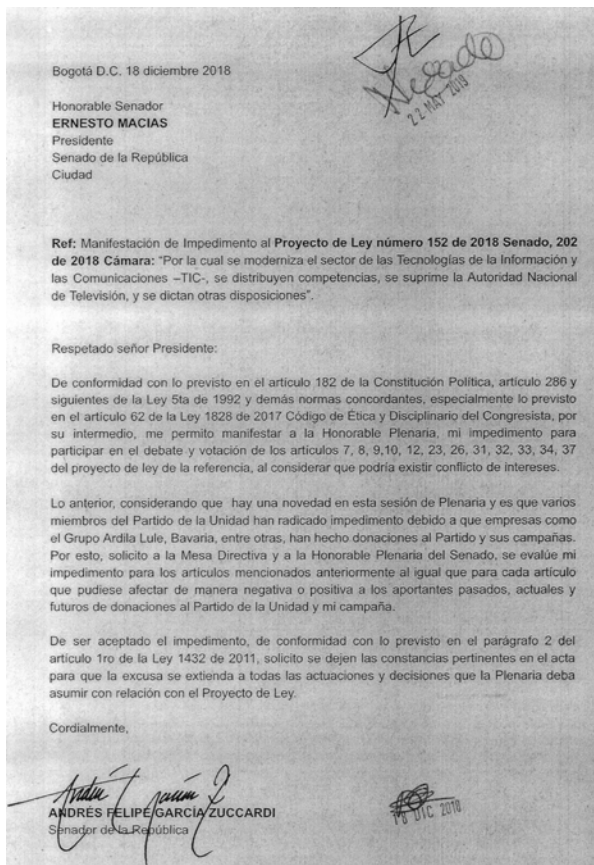 Negado
22 MAY 2019
Bogotá D.C. 18 diciembre 2018
Honorable Senador
ERNESTO MACIAS
Presidente
Senado de la República
Ciudad
Ref: Manifestación de Impedimento al Proyecto de Ley número 152 de 2018 Senado, 202
de 2018 Cámara: "Por la cual se moderniza el sector de las Tecnologías de la Información y
las Comunicaciones –TIC-, se distribuyen competencias, se suprime la Autoridad Nacional
de Televisión, y se dictan otras disposiciones".
Respetado señor Presidente:
De conformidad con lo previsto en el artículo 182 de la Constitución Política, artículo 286 y
siguientes de la Ley 5ta de 1992 y demás normas concordantes, especialmente lo previsto
en el artículo 62 de la Ley 1828 de 2017 Código de Ética y Disciplinario del Congresista, por
su intermedio, me permito manifestar a la Honorable Plenaria, mi impedimento para
participar en el debate y votación de los artículos 7, 8, 9,10, 12, 23, 26, 31, 32, 33, 34, 37
del proyecto de ley de la referencia, al considerar que podría existir conflicto de intereses.
Lo anterior, considerando que hay una novedad en esta sesión de Plenaria y es que varios
miembros del Partido de la Unidad han radicado impedimento debido a que empresas como
el Grupo Ardila Lule, Bavaria, entre otras, han hecho donaciones al Partido y sus campañas.
Por esto, solicito a la Mesa Directiva y a la Honorable Plenaria del Senado, se evalúe mi
impedimento para los artículos mencionados anteriormente al igual que para cada artículo
que pudiese afectar de manera negativa o positiva a los aportantes pasados, actuales y
futuros de donaciones al Partido de la Unidad y mi campaña.
De ser aceptado el impedimento, de conformidad con lo previsto en el parágrafo 2 del
artículo 1ro de la Ley 1432 de 2011, solicito se dejen las constancias pertinentes en el acta
para que la excusa se extienda a todas las actuaciones y decisiones que la Plenaria deba
asumir con relación con el Proyecto de Ley.
Cordialmente,
ANDRÉS FELIPE GARCÍA ZUCCARDI
Senador de la República
18 DIC 2018